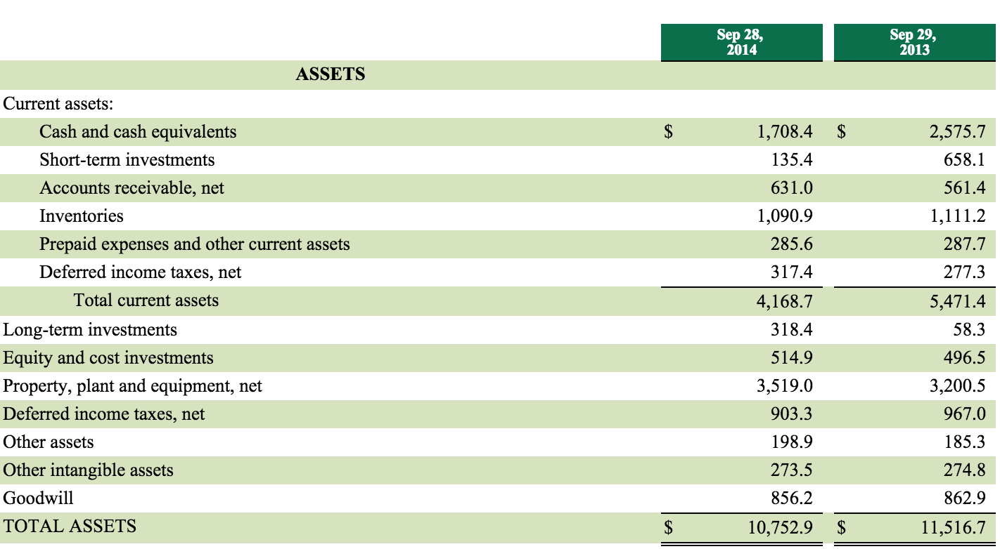 Sep 28, 2014 Sep 29, 2013
ASSETS
Current assets:
Cash and cash equivalents $ 1,708.4 $ 2,575.7
Short-term investments 135.4 658.1
Accounts receivable, net 631.0 561.4
Inventories 1,090.9 1,111.2
Prepaid expenses and other current assets 285.6 287.7
Deferred income taxes, net 317.4 277.3
Total current assets 4,168.7 5,471.4
Long-term investments 318.4 58.3
Equity and cost investments 514.9 496.5
Property, plant and equipment, net 3,519.0 3,200.5
Deferred income taxes, net 903.3 967.0
Other assets 198.9 185.3
Other intangible assets 273.5 274.8
Goodwill 856.2 862.9
TOTAL ASSETS $ 10,752.9 $ 11,516.7